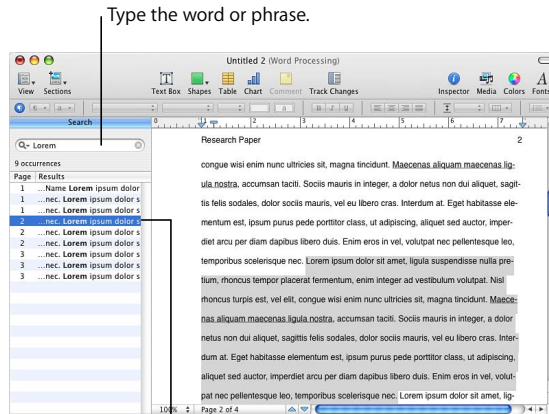 Type the word or phrase.
Untitled 2 (Word Processing)
View Sections Text Box Shapes Table Chart Comment Track Changes Inspector Media Colors Fonts
a B I U
Search 0 1 2 3 4 5 6 7
Lorem
9 occurrences
Page Results
1 ...Name Lorem ipsum dolor
1 ...nec. Lorem ipsum dolor s
1 ...nec. Lorem ipsum dolor s
2 ...nec. Lorem ipsum dolor s
2 ...nec. Lorem ipsum dolor s
2 ...nec. Lorem ipsum dolor s
3 ...nec. Lorem ipsum dolor s
3 ...nec. Lorem ipsum dolor s
3 ...nec. Lorem ipsum dolor s
Research Paper 2
congue wisi enim nunc ultricies sit, magna tincidunt. Maecenas aliquam maecenas lig-
ula nostra, accumsan taciti. Sociis mauris in integer, a dolor netus non dui aliquet, sagit-
tis felis sodales, dolor sociis mauris, vel eu libero cras. Interdum at. Eget habitasse ele-
mentum est, ipsum purus pede porttitor class, ut adipiscing, aliquet sed auctor, imper-
diet arcu per diam dapibus libero duis. Enim eros in vel, volutpat nec pellentesque leo,
temporibus scelerisque nec. Lorem ipsum dolor sit amet, ligula suspendisse nulla pre-
tium, rhoncus tempor placerat fermentum, enim integer ad vestibulum volutpat. Nisl
rhoncus turpis est, vel elit, congue wisi enim nunc ultricies sit, magna tincidunt. Maece-
nas aliquam maecenas ligula nostra, accumsan taciti. Sociis mauris in integer, a dolor
netus non dui aliquet, sagittis felis sodales, dolor sociis mauris, vel eu libero cras. Inter-
dum at. Eget habitasse elementum est, ipsum purus pede porttitor class, ut adipiscing,
aliquet sed auctor, imperdiet arcu per diam dapibus libero duis. Enim eros in vel, volut-
pat nec pellentesque leo, temporibus scelerisque nec. Lorem ipsum dolor sit amet, lig-
100% Page 2 of 4